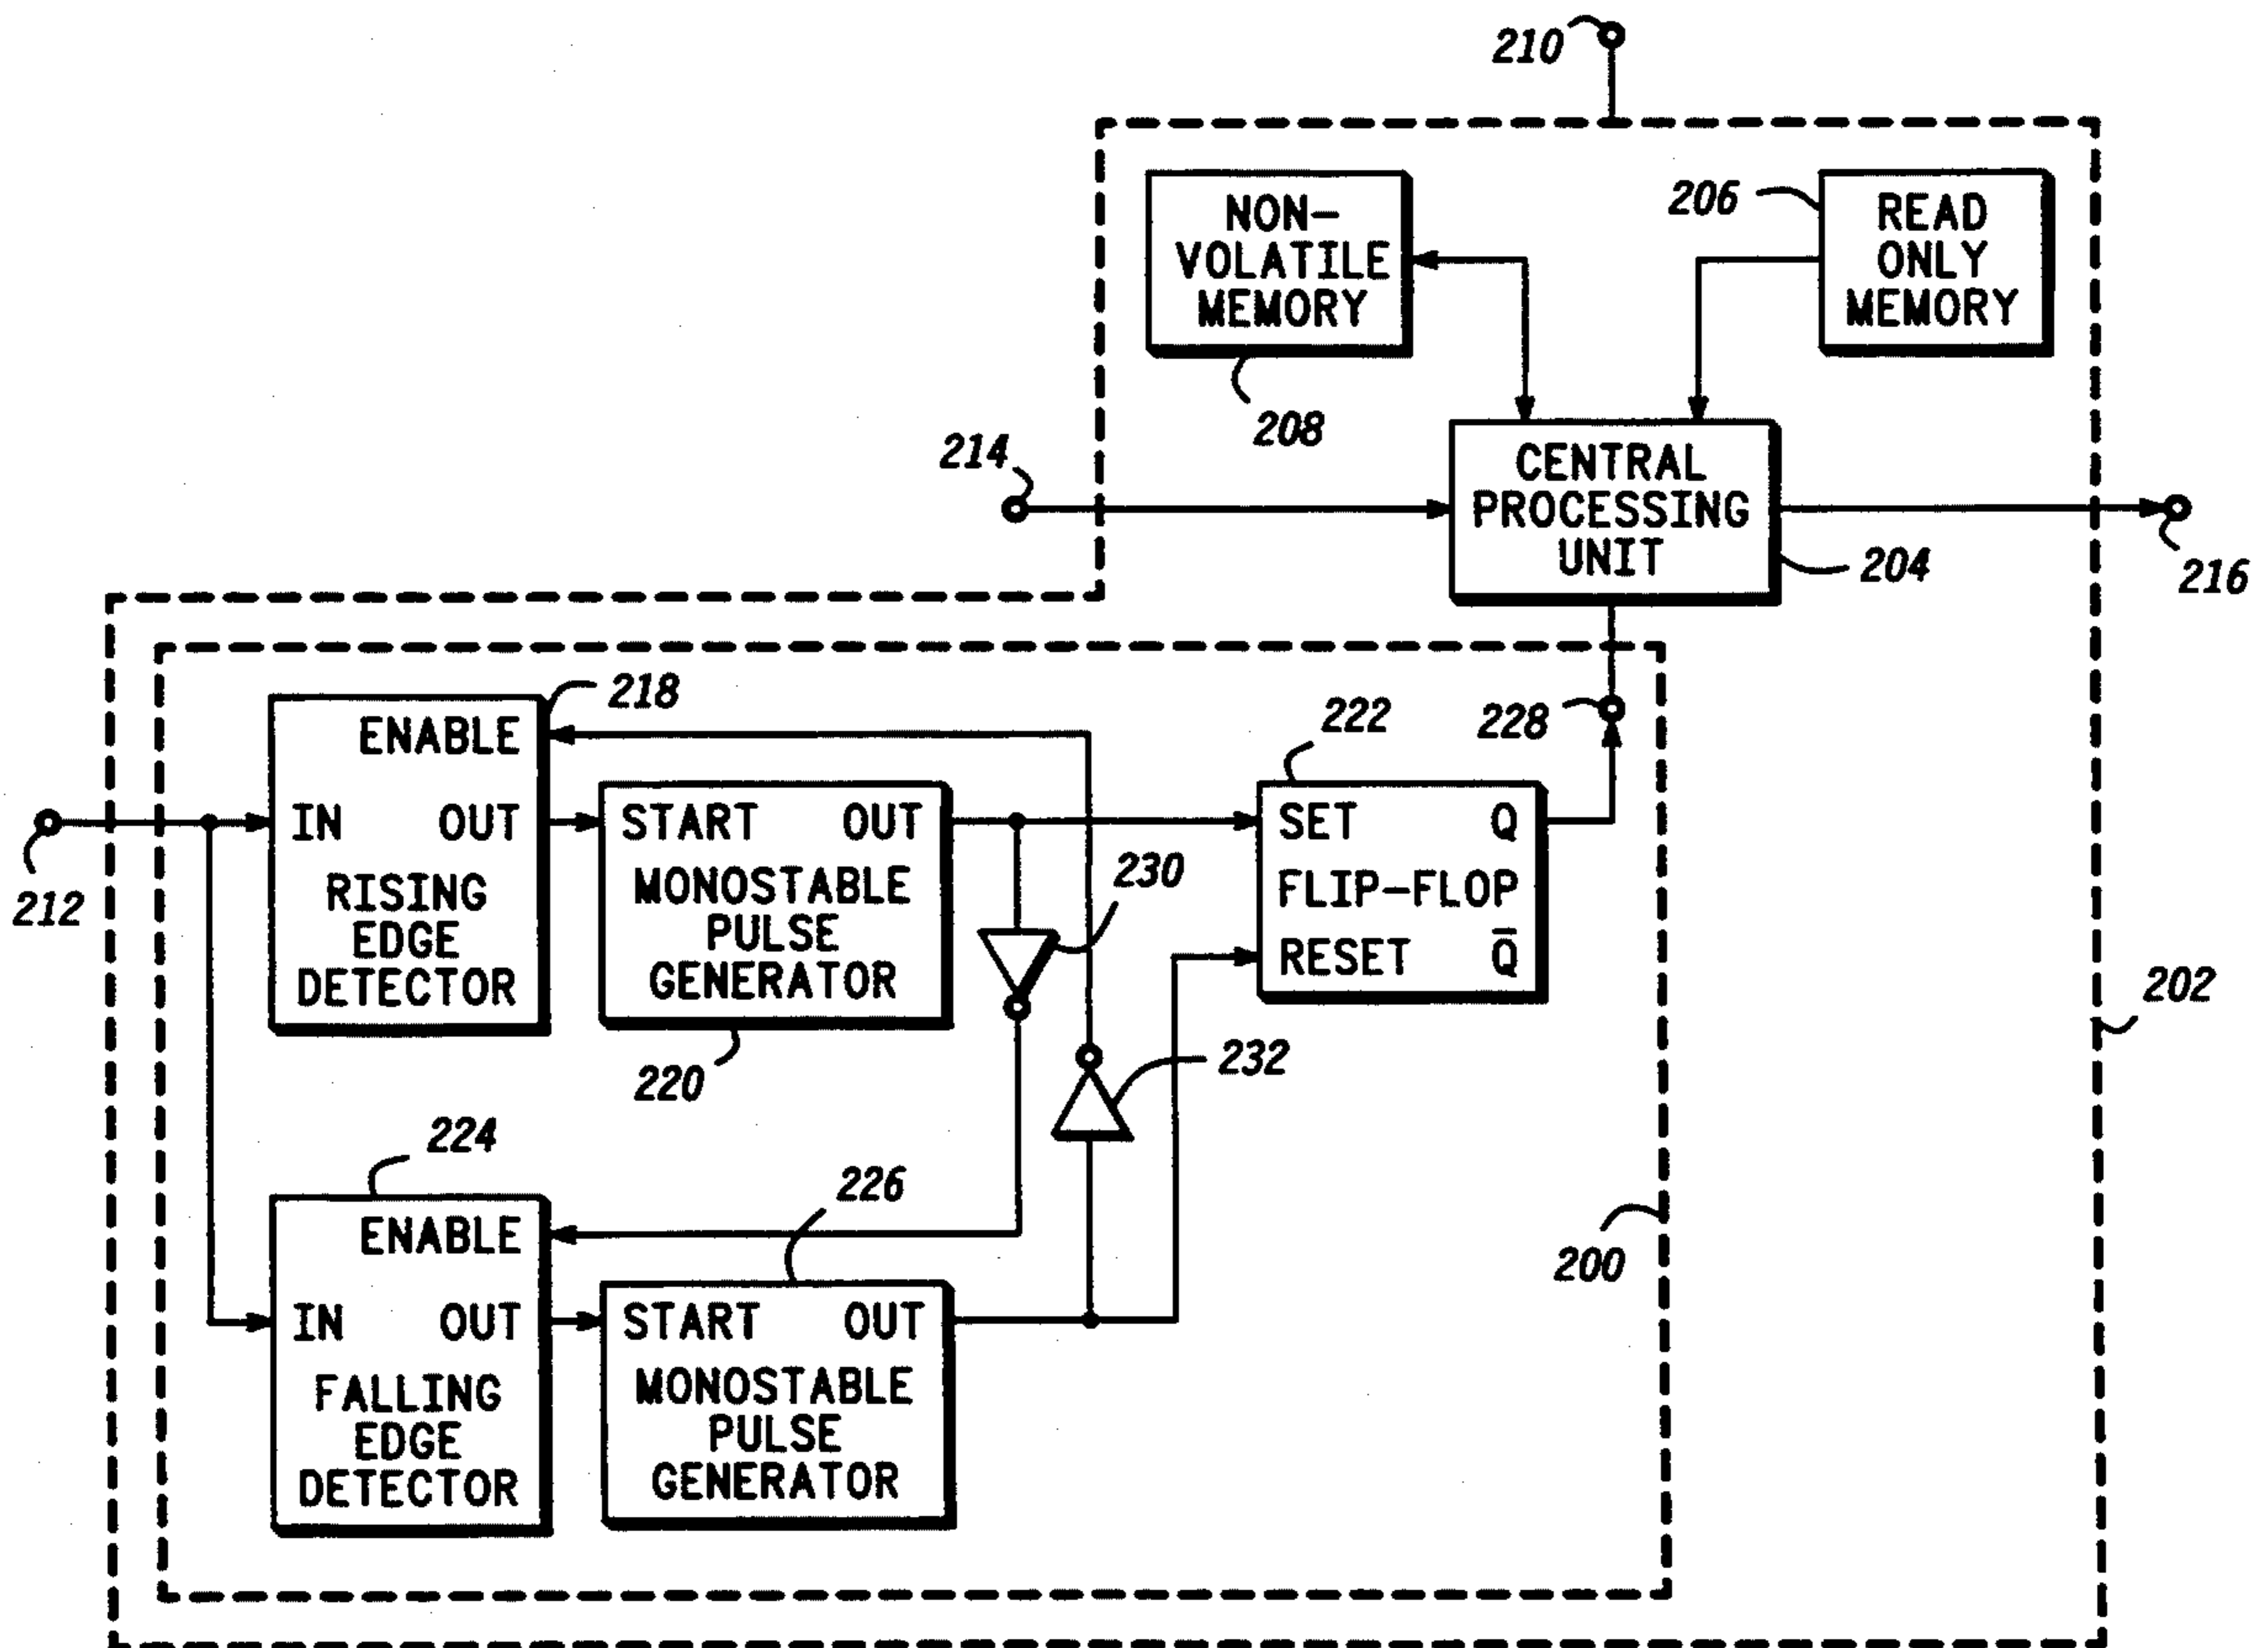 210
NON-
VOLATILE
MEMORY
206
READ
ONLY
MEMORY
208
214
CENTRAL
PROCESSING
UNIT
204
216
218
ENABLE
IN OUT
RISING
EDGE
DETECTOR
212
START OUT
MONOSTABLE
PULSE
GENERATOR
220
230
222
228
SET Q
FLIP-FLOP
RESET Q̄
202
232
224
ENABLE
IN OUT
FALLING
EDGE
DETECTOR
226
START OUT
MONOSTABLE
PULSE
GENERATOR
200